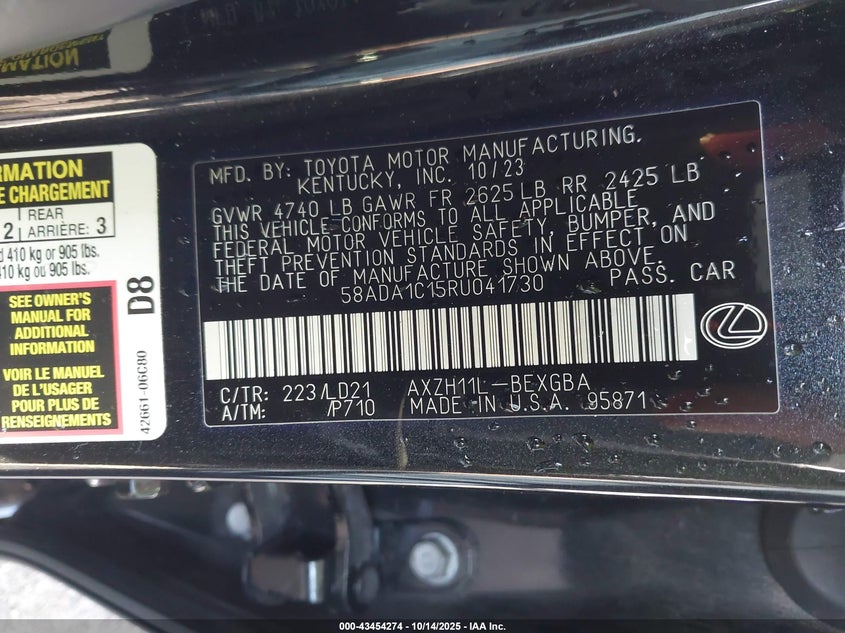 MFD. BY: TOYOTA MOTOR MANUFACTURING.
KENTUCKY, INC. 10/23
GVWR 4740 LB GAWR FR 2625 LB RR 2425 LB
THIS VEHICLE CONFORMS TO ALL APPLICABLE
FEDERAL MOTOR VEHICLE SAFETY, BUMPER, AND
THEFT PREVENTION STANDARDS IN EFFECT ON
THE DATE OF MANUFACTURE SHOWN ABOVE.
58ADA1C15RU041730 PASS. CAR
C/TR: 223/LD21 AXZH11L-BEXGBA
A/TM: /P710 MADE IN U.S.A. 95871
RMATION
E CHARGEMENT
2 REAR 3
ARRIÈRE:
410 kg or 905 lbs.
410 kg ou 905 lbs.
SEE OWNER'S
MANUAL FOR
ADDITIONAL
INFORMATION
VOIR LE MANUEL
DE L'USAGER
POUR PLUS DE
RENSEIGNEMENTS
D8
42661-06C80
000-43454274 | 10/14/2025 - IAA Inc.